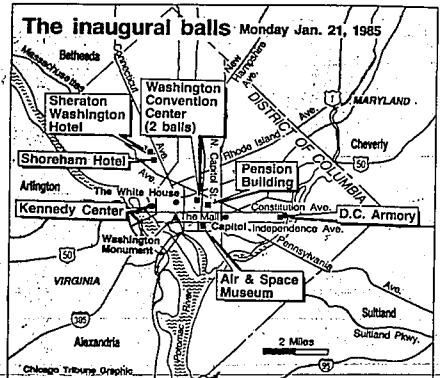 The inaugural balls Monday Jan. 21, 1985
Massachusetts
Bethesda
Connecticut
New
Hampshire
Ave.
Washington
Convention
Center
(2 balls)
Sheraton
Washington
Hotel
1
MARYLAND
DISTRICT OF COLUMBIA
Ave.
Rhode Island
Cheverly
50
N. Capitol St.
Shoreham Hotel
Ave.
Ave.
Pension
Building
Arlington
The White House
Constitution Ave.
Kennedy Center
The Mall
D.C. Armory
Capitol
Independence Ave.
Washington
Monument
Pennsylvania
Ave.
50
Air & Space
Museum
VIRGINIA
Potomac River
Suitland
Suitland Pkwy.
395
Alexandria
2 Miles
95
Chicago Tribune Graphic